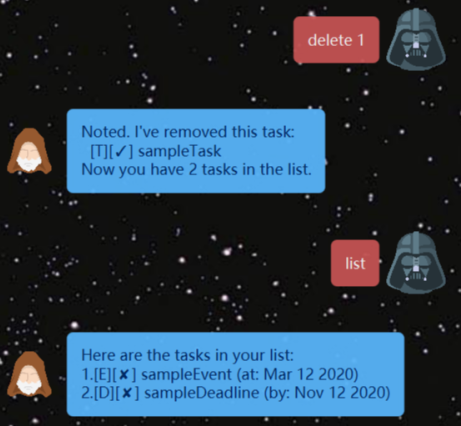 delete 1
Noted. I've removed this task:
[T][✓] sampleTask
Now you have 2 tasks in the list.
list
Here are the tasks in your list:
1.[E][✘] sampleEvent (at: Mar 12 2020)
2.[D][✘] sampleDeadline (by: Nov 12 2020)